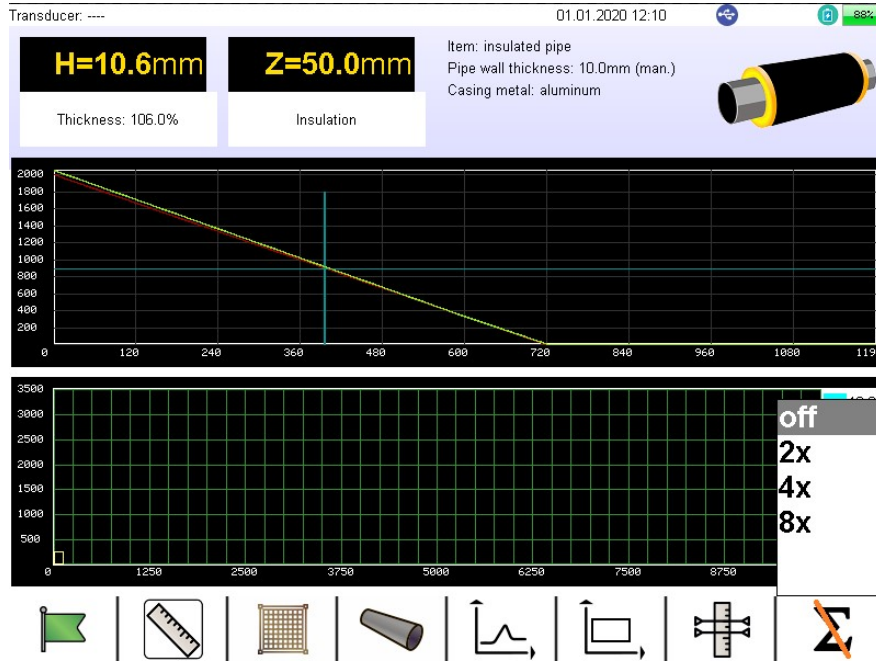 Transducer: ----
01.01.2020 12:10
88%
H=10.6mm
Thickness: 106.0%
Z=50.0mm
Insulation
Item: insulated pipe
Pipe wall thickness: 10.0mm (man.)
Casing metal: aluminum
2000
1800
1600
1400
1200
1000
800
600
400
200
0 120 240 360 480 600 720 840 960 1080 119
3500
3000
2500
2000
1500
1000
500
0 1250 2500 3750 5000 6250 7500 8750
off
2x
4x
8x
Σ